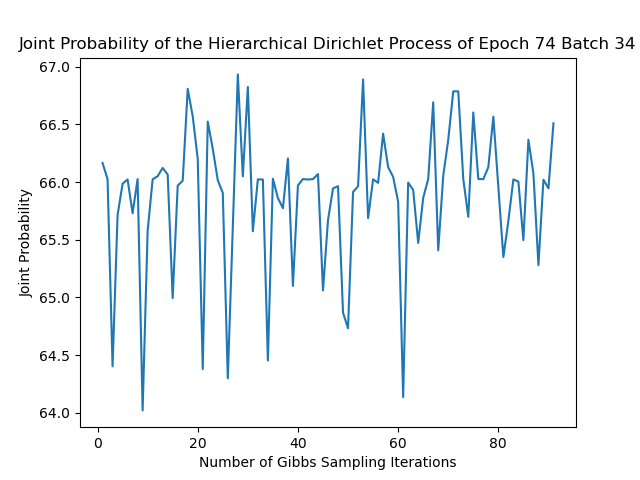 Joint Probability of the Hierarchical Dirichlet Process of Epoch 74 Batch 34
67.0
66.5
66.0
65.5
65.0
64.5
64.0
Joint Probability
0 20 40 60 80
Number of Gibbs Sampling Iterations